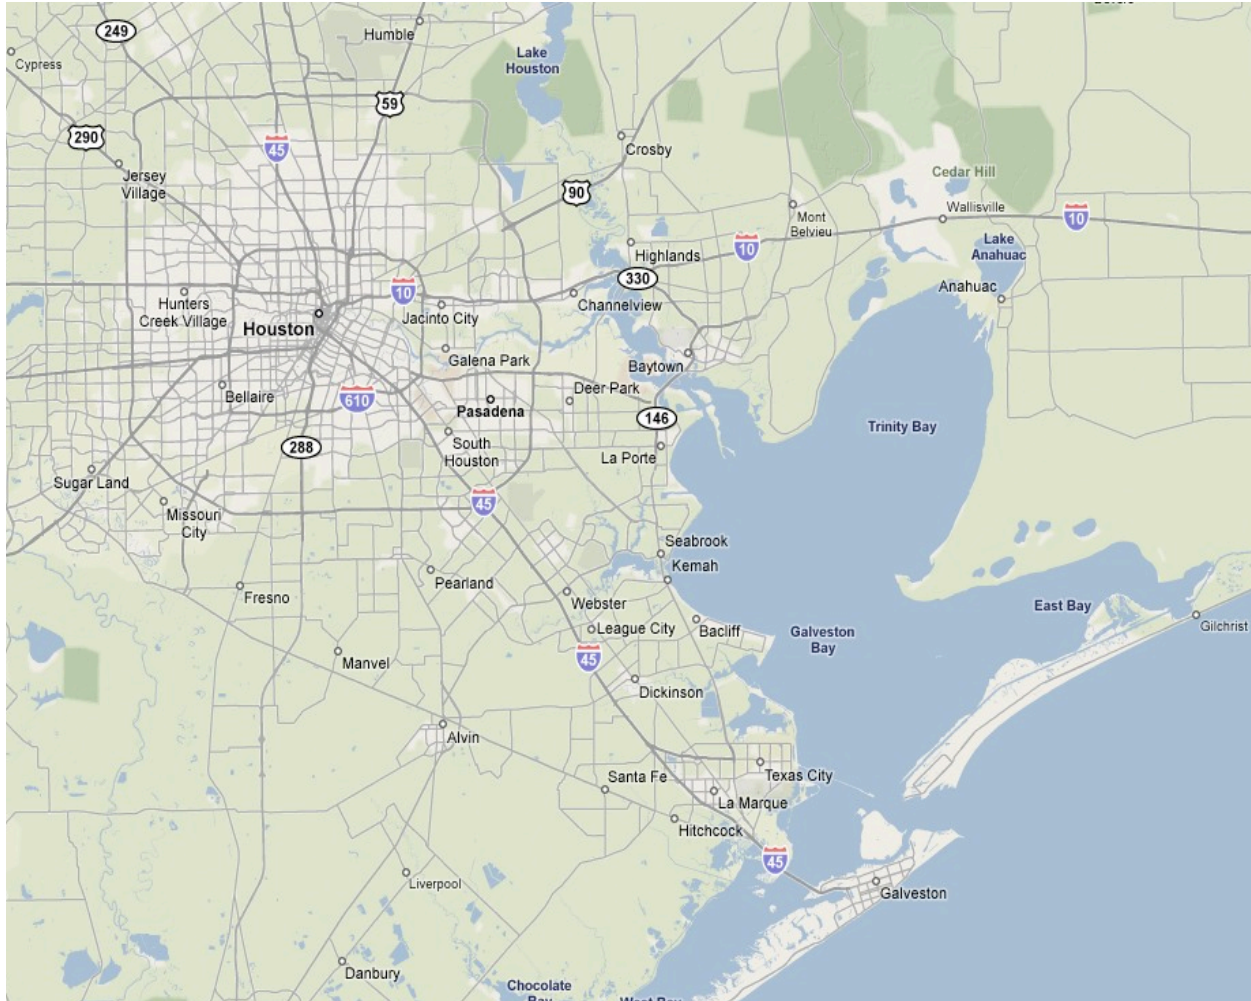 249
Humble
Lake
Houston
Cypress
59
290
45
Crosby
Jersey
Village
90
Cedar Hill
Wallisville
Mont
Belvieu
10
10
Highlands
Lake
Anahuac
330
Anahuac
Hunters
Creek Village
10
Jacinto City
Channelview
Houston
Galena Park
Baytown
Deer Park
Bellaire
610
Pasadena
146
Trinity Bay
288
South
Houston
La Porte
Sugar Land
45
Missouri
City
Seabrook
Kemah
Pearland
Fresno
Webster
East Bay
League City
Bacliff
Galveston
Bay
Gilchrist
Manvel
45
Dickinson
Alvin
Santa Fe
Texas City
La Marque
Hitchcock
45
Liverpool
Galveston
Danbury
Chocolate
Bay
West Bay